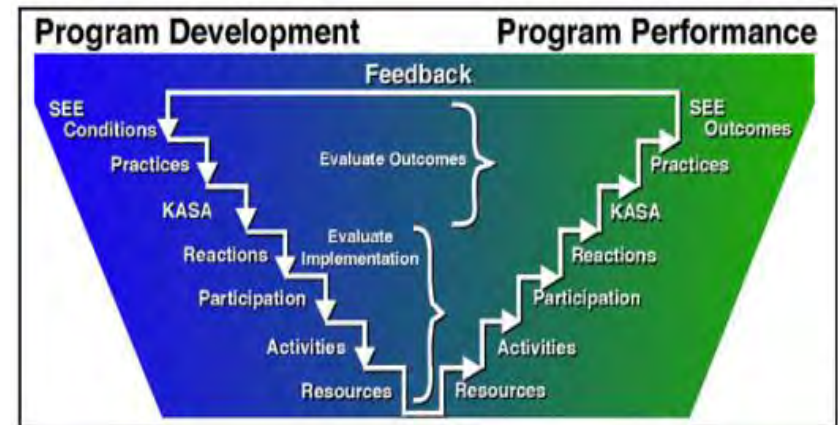 Program Development
Program Performance
Feedback
SEE
Conditions
Practices
KASA
Reactions
Participation
Activities
Resources
Evaluate Outcomes
Evaluate
Implementation
SEE
Outcomes
Practices
KASA
Reactions
Participation
Activities
Resources